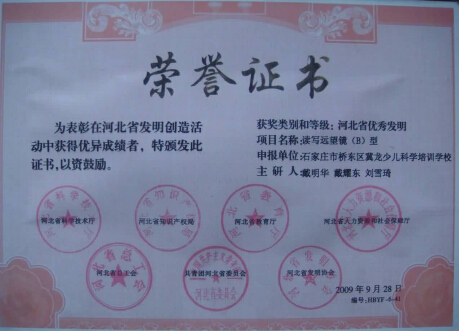 荣誉证书
为表彰在河北省发明创造活
动中获得优异成绩者,特颁发此
证书,以资鼓励。
获奖类别和等级:河北省优秀发明
项目名称:读写远望镜(B)型
申报单位:石家庄市桥东区冀龙少儿科学培训学校
主研人:戴明华 戴耀东 刘雪琦
河北省科学技术厅
河北省知识产权局
河北省教育厅
河北省人力资源和社会保障厅
河北省总工会
共青团河北省委员会
河北省发明协会
2009年9月28日
编号:HBYF-6-41